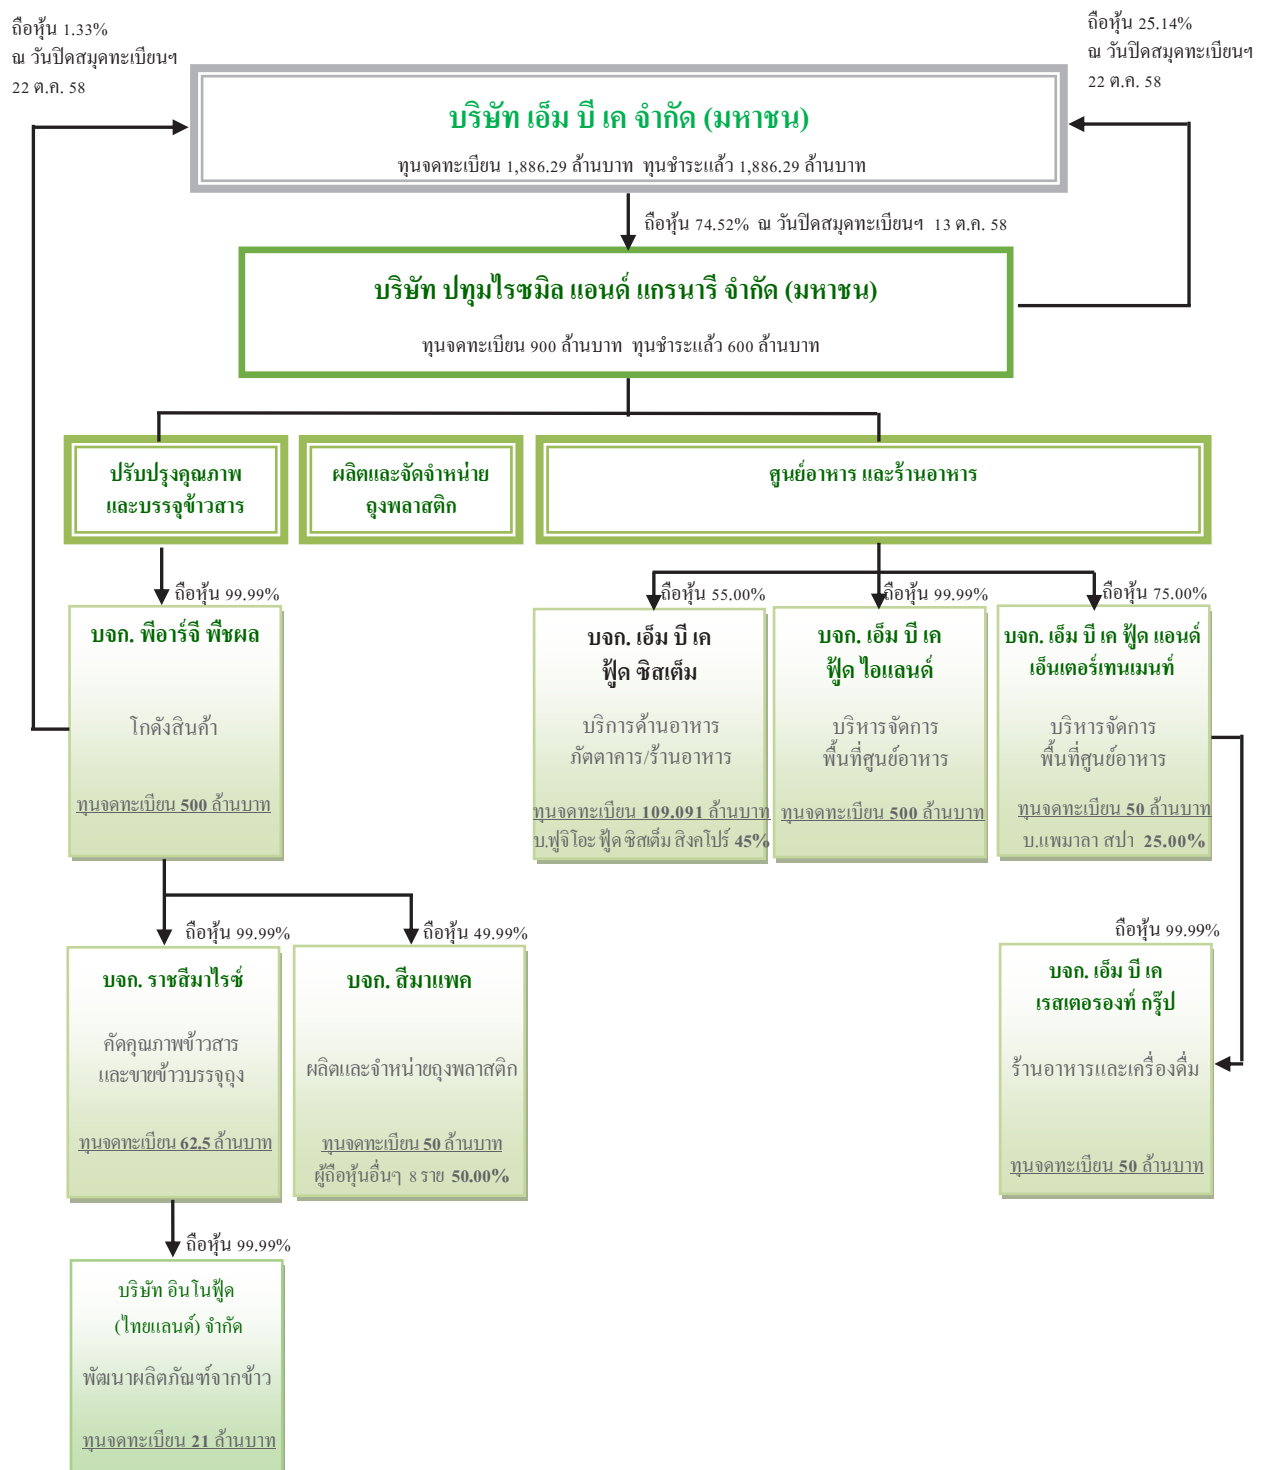 ถือหุ้น 1.33%
ณ วันปิดสมุดทะเบียนฯ
22 ต.ค. 58
ถือหุ้น 25.14%
ณ วันปิดสมุดทะเบียนฯ
22 ต.ค. 58
บริษัท เอ็ม บี เค จำกัด (มหาชน)
ทุนจดทะเบียน 1,886.29 ล้านบาท ทุนชำระแล้ว 1,886.29 ล้านบาท
ถือหุ้น 74.52% ณ วันปิดสมุดทะเบียนฯ 13 ต.ค. 58
บริษัท ปทุมไรซมิล แอนด์ แกรนารี จำกัด (มหาชน)
ทุนจดทะเบียน 900 ล้านบาท ทุนชำระแล้ว 600 ล้านบาท
ปรับปรุงคุณภาพ
และบรรจุข้าวสาร
ผลิตและจัดจำหน่าย
ถุงพลาสติก
ศูนย์อาหาร และร้านอาหาร
ถือหุ้น 99.99%
บจก. พีอาร์จี พืชผล
โกดังสินค้า
ทุนจดทะเบียน 500 ล้านบาท
ถือหุ้น 55.00%
บจก. เอ็ม บี เค
ฟู้ด ซิสเต็ม
บริการด้านอาหาร
ภัตตาคาร/ร้านอาหาร
ทุนจดทะเบียน 109.091 ล้านบาท
บ.ฟูจิโอะ ฟู้ด ซิสเต็ม สิงคโปร์ 45%
ถือหุ้น 99.99%
บจก. เอ็ม บี เค
ฟู้ด ไอแลนด์
บริหารจัดการ
พื้นที่ศูนย์อาหาร
ทุนจดทะเบียน 500 ล้านบาท
ถือหุ้น 75.00%
บจก. เอ็ม บี เค ฟู้ด แอนด์
เอ็นเตอร์เทนเมนท์
บริหารจัดการ
พื้นที่ศูนย์อาหาร
ทุนจดทะเบียน 50 ล้านบาท
บ.แพมาลา สปา 25.00%
ถือหุ้น 99.99%
บจก. ราชสีมาไรซ์
คัดคุณภาพข้าวสาร
และขายข้าวบรรจุถุง
ทุนจดทะเบียน 62.5 ล้านบาท
ถือหุ้น 49.99%
บจก. สีมาแพค
ผลิตและจำหน่ายถุงพลาสติก
ทุนจดทะเบียน 50 ล้านบาท
ผู้ถือหุ้นอื่นๆ 8 ราย 50.00%
ถือหุ้น 99.99%
บจก. เอ็ม บี เค
เรสเตอรองท์ กรุ๊ป
ร้านอาหารและเครื่องดื่ม
ทุนจดทะเบียน 50 ล้านบาท
ถือหุ้น 99.99%
บริษัท อินโนฟู้ด
(ไทยแลนด์) จำกัด
พัฒนาผลิตภัณฑ์จากข้าว
ทุนจดทะเบียน 21 ล้านบาท